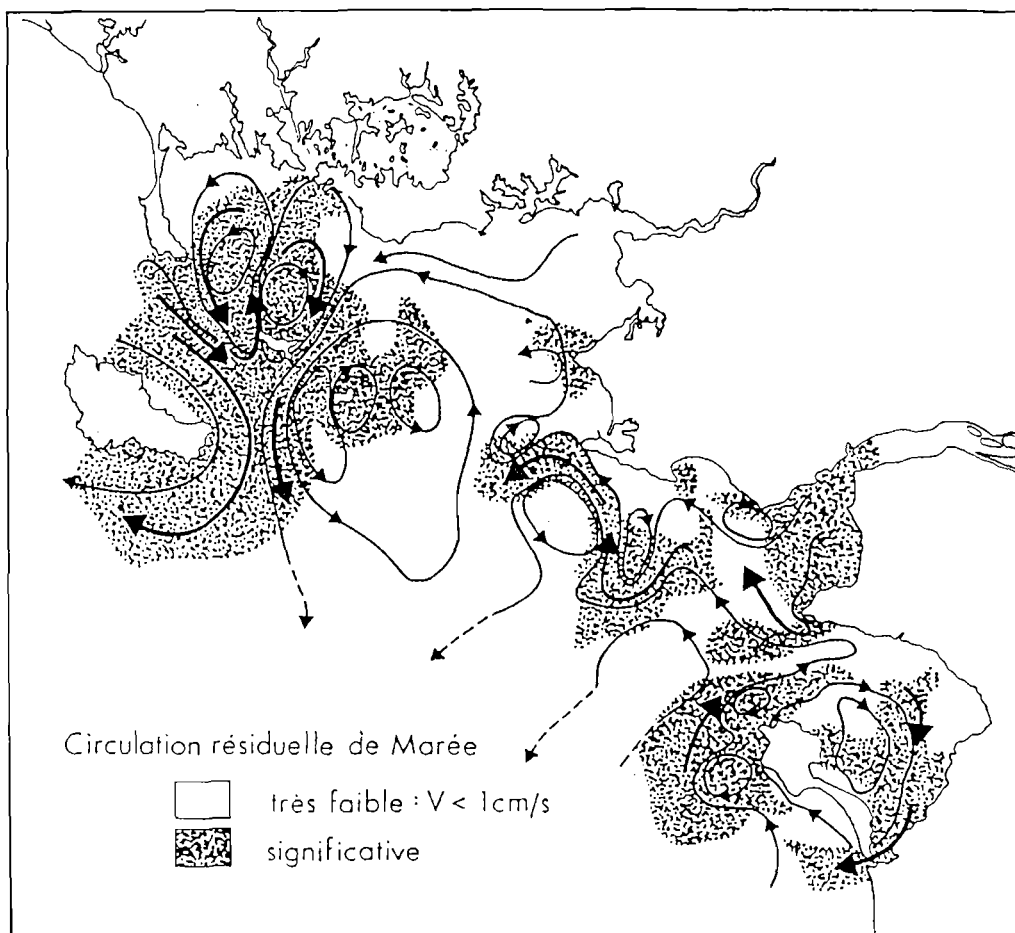 Circulation résiduelle de Marée
très faible : V < 1cm/s
significative